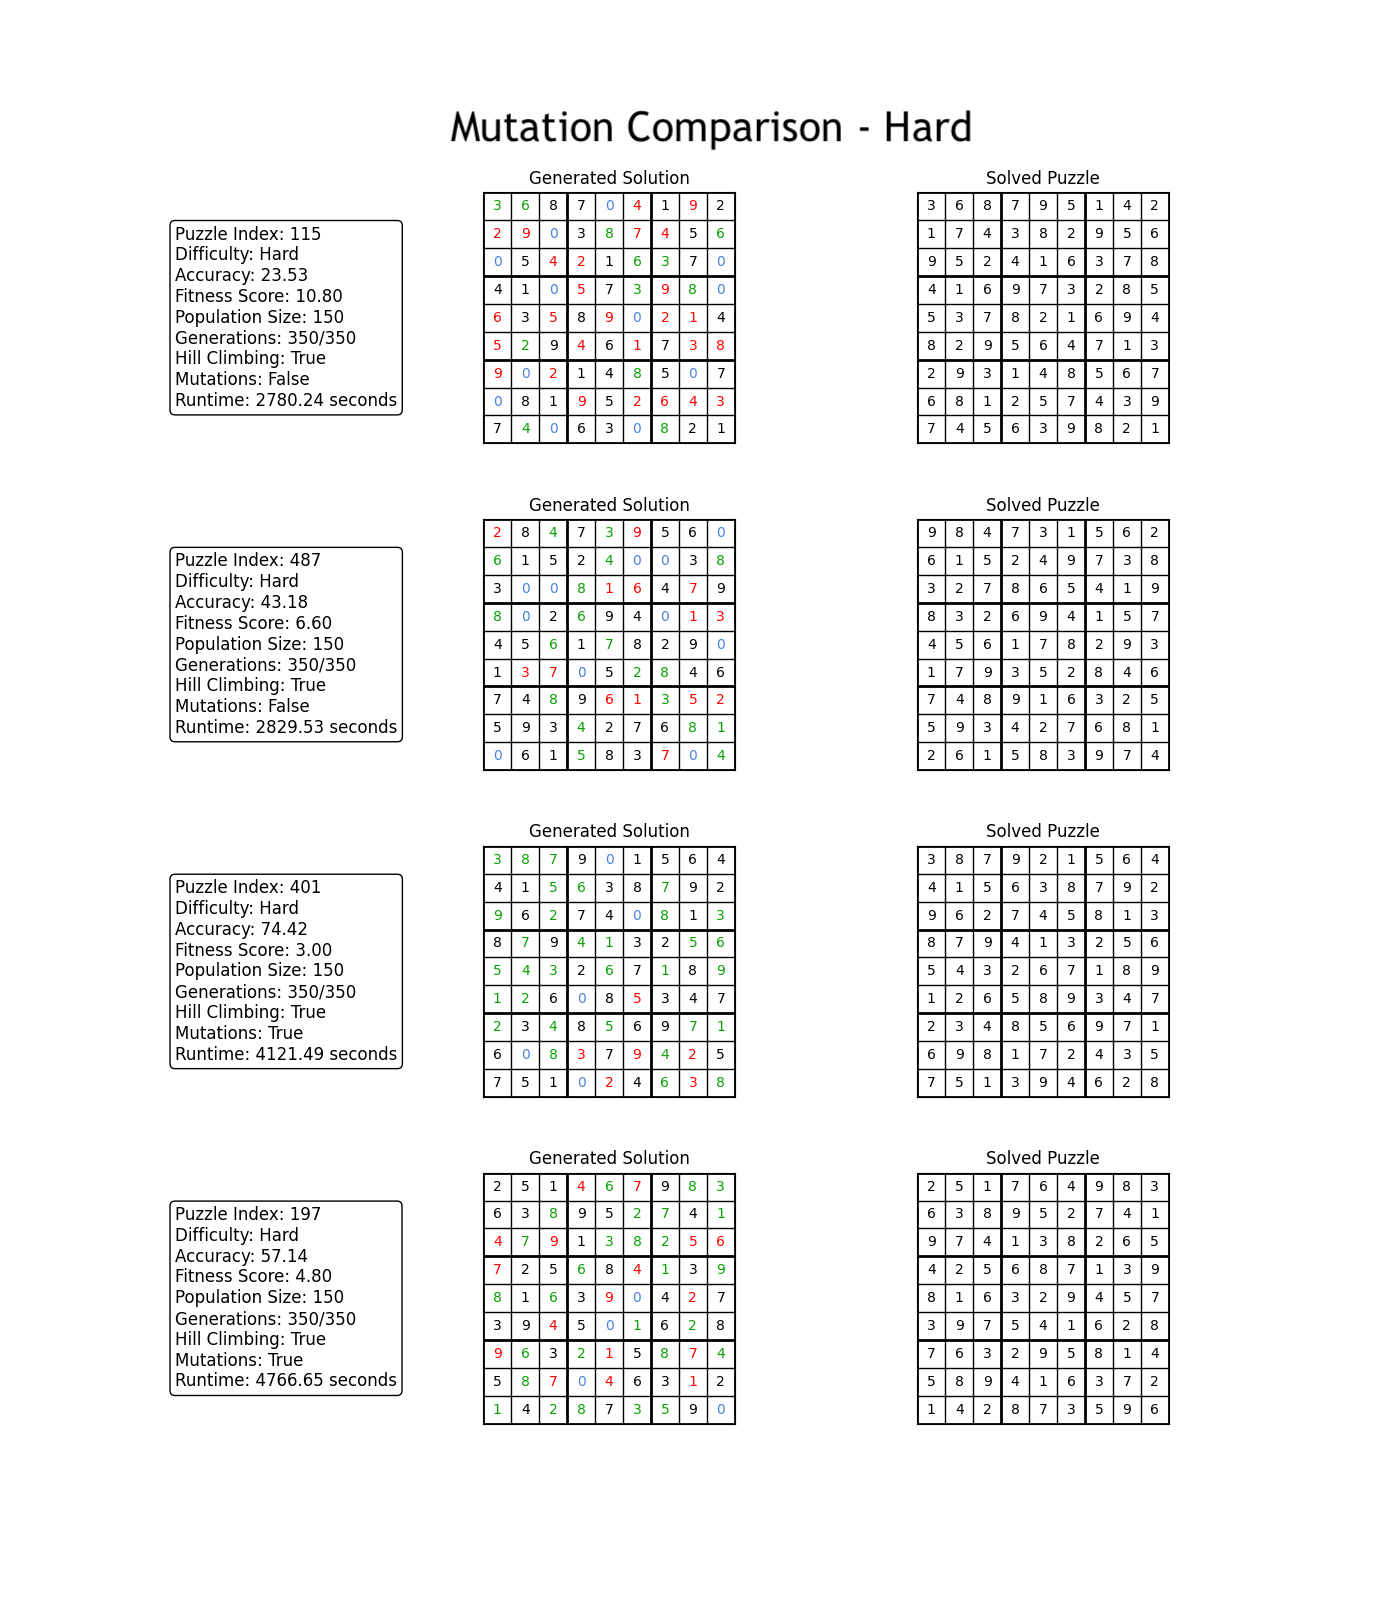 Mutation Comparison - Hard
Generated Solution
Solved Puzzle
Puzzle Index: 115
Difficulty: Hard
Accuracy: 23.53
Fitness Score: 10.80
Population Size: 150
Generations: 350/350
Hill Climbing: True
Mutations: False
Runtime: 2780.24 seconds
3 6 8 7 0 4 1 9 2
2 9 0 3 8 7 4 5 6
0 5 4 2 1 6 3 7 0
4 1 0 5 7 3 9 8 0
6 3 5 8 9 0 2 1 4
5 2 9 4 6 1 7 3 8
9 0 2 1 4 8 5 0 7
0 8 1 9 5 2 6 4 3
7 4 0 6 3 0 8 2 1
3 6 8 7 9 5 1 4 2
1 7 4 3 8 2 9 5 6
9 5 2 4 1 6 3 7 8
4 1 6 9 7 3 2 8 5
5 3 7 8 2 1 6 9 4
8 2 9 5 6 4 7 1 3
2 9 3 1 4 8 5 6 7
6 8 1 2 5 7 4 3 9
7 4 5 6 3 9 8 2 1
Generated Solution
Solved Puzzle
Puzzle Index: 487
Difficulty: Hard
Accuracy: 43.18
Fitness Score: 6.60
Population Size: 150
Generations: 350/350
Hill Climbing: True
Mutations: False
Runtime: 2829.53 seconds
2 8 4 7 3 9 5 6 0
6 1 5 2 4 0 0 3 8
3 0 0 8 1 6 4 7 9
8 0 2 6 9 4 0 1 3
4 5 6 1 7 8 2 9 0
1 3 7 0 5 2 8 4 6
7 4 8 9 6 1 3 5 2
5 9 3 4 2 7 6 8 1
0 6 1 5 8 3 7 0 4
9 8 4 7 3 1 5 6 2
6 1 5 2 4 9 7 3 8
3 2 7 8 6 5 4 1 9
8 3 2 6 9 4 1 5 7
4 5 6 1 7 8 2 9 3
1 7 9 3 5 2 8 4 6
7 4 8 9 1 6 3 2 5
5 9 3 4 2 7 6 8 1
2 6 1 5 8 3 9 7 4
Generated Solution
Solved Puzzle
Puzzle Index: 401
Difficulty: Hard
Accuracy: 74.42
Fitness Score: 3.00
Population Size: 150
Generations: 350/350
Hill Climbing: True
Mutations: True
Runtime: 4121.49 seconds
3 8 7 9 0 1 5 6 4
4 1 5 6 3 8 7 9 2
9 6 2 7 4 0 8 1 3
8 7 9 4 1 3 2 5 6
5 4 3 2 6 7 1 8 9
1 2 6 0 8 5 3 4 7
2 3 4 8 5 6 9 7 1
6 0 8 3 7 9 4 2 5
7 5 1 0 2 4 6 3 8
3 8 7 9 2 1 5 6 4
4 1 5 6 3 8 7 9 2
9 6 2 7 4 5 8 1 3
8 7 9 4 1 3 2 5 6
5 4 3 2 6 7 1 8 9
1 2 6 5 8 9 3 4 7
2 3 4 8 5 6 9 7 1
6 9 8 1 7 2 4 3 5
7 5 1 3 9 4 6 2 8
Generated Solution
Solved Puzzle
Puzzle Index: 197
Difficulty: Hard
Accuracy: 57.14
Fitness Score: 4.80
Population Size: 150
Generations: 350/350
Hill Climbing: True
Mutations: True
Runtime: 4766.65 seconds
2 5 1 4 6 7 9 8 3
6 3 8 9 5 2 7 4 1
4 7 9 1 3 8 2 5 6
7 2 5 6 8 4 1 3 9
8 1 6 3 9 0 4 2 7
3 9 4 5 0 1 6 2 8
9 6 3 2 1 5 8 7 4
5 8 7 0 4 6 3 1 2
1 4 2 8 7 3 5 9 0
2 5 1 7 6 4 9 8 3
6 3 8 9 5 2 7 4 1
9 7 4 1 3 8 2 6 5
4 2 5 6 8 7 1 3 9
8 1 6 3 2 9 4 5 7
3 9 7 5 4 1 6 2 8
7 6 3 2 9 5 8 1 4
5 8 9 4 1 6 3 7 2
1 4 2 8 7 3 5 9 6